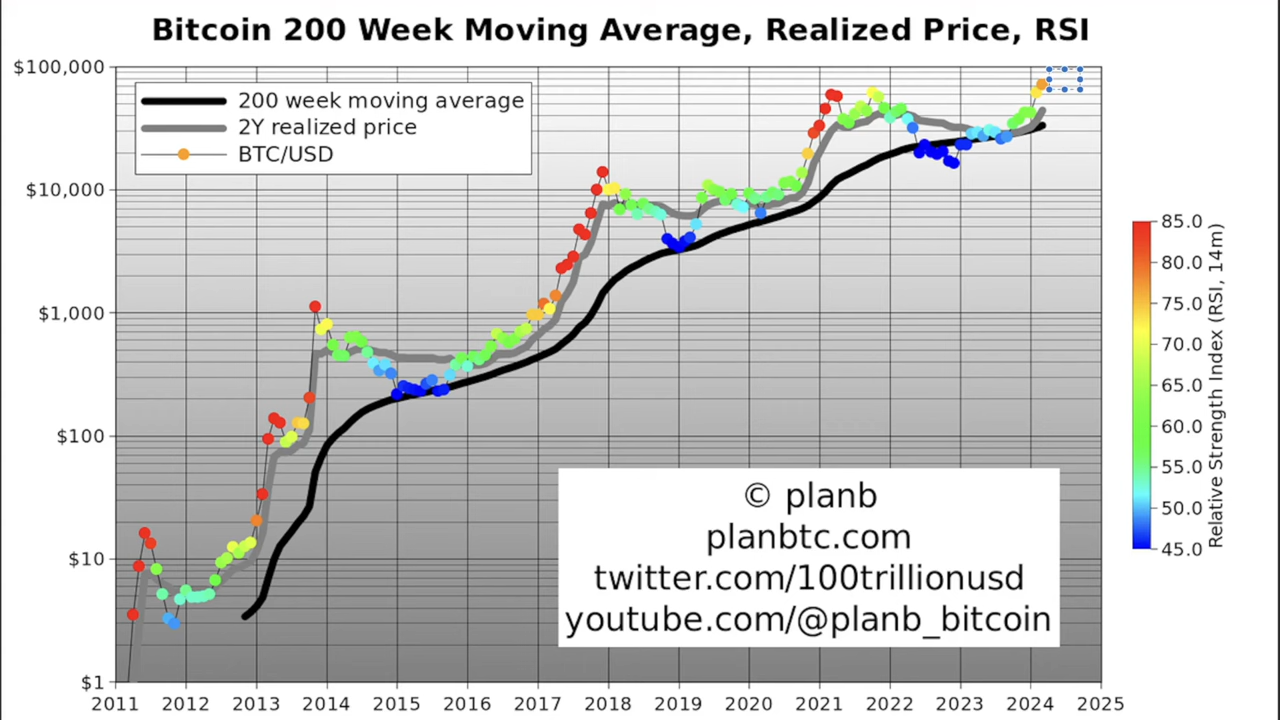 Bitcoin 200 Week Moving Average, Realized Price, RSI
$100,000
$10,000
$1,000
$100
$10
$1
200 week moving average
2Y realized price
BTC/USD
© planb
planbtc.com
twitter.com/100trillionusd
youtube.com/@planb_bitcoin
2011 2012 2013 2014 2015 2016 2017 2018 2019 2020 2021 2022 2023 2024 2025
85.0
80.0
75.0
70.0
65.0
60.0
55.0
50.0
45.0
Relative Strength Index (RSI, 14m)